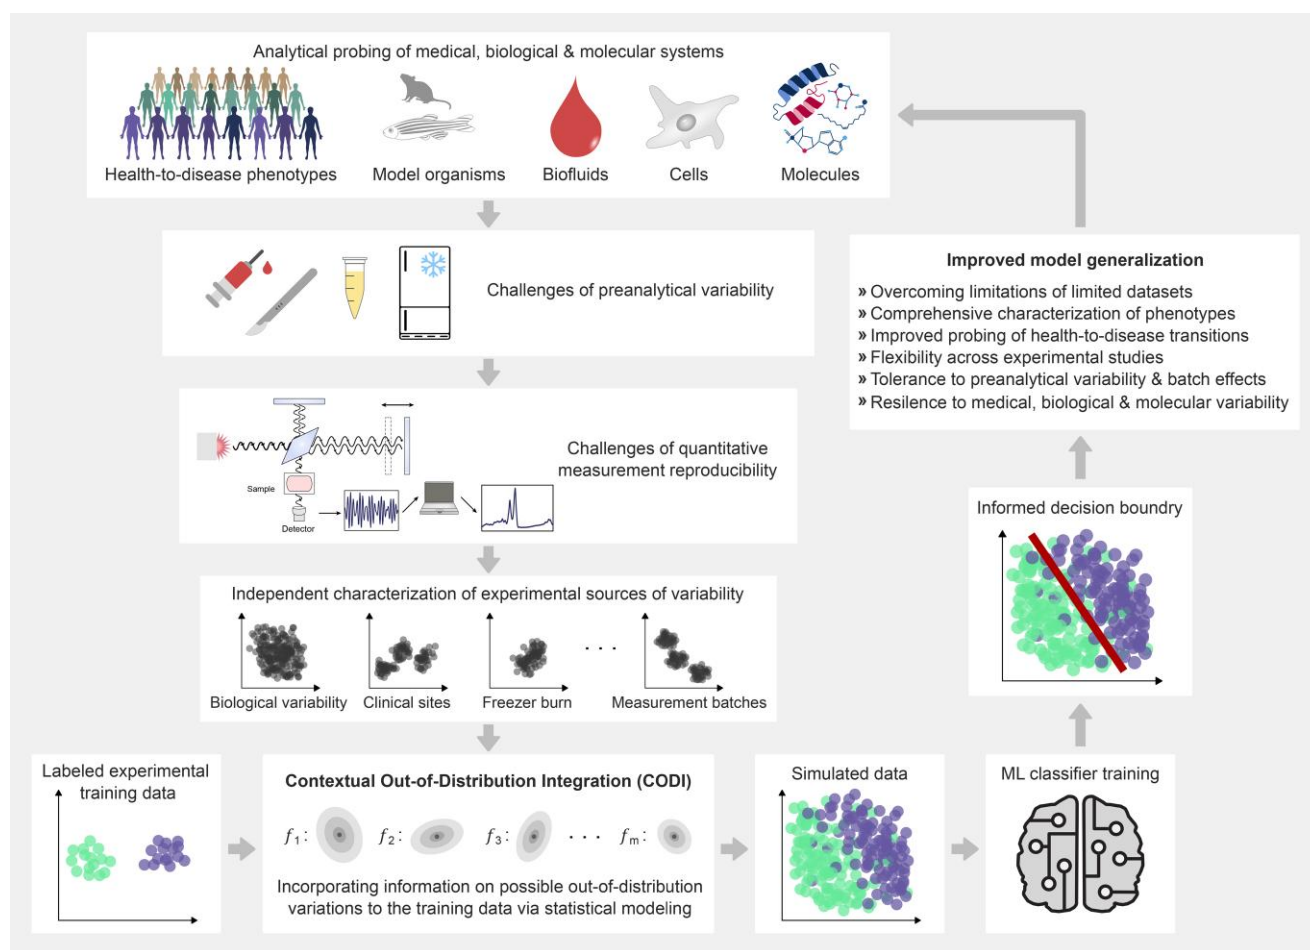 Analytical probing of medical, biological & molecular systems
Health-to-disease phenotypes
Model organisms
Biofluids
Cells
Molecules
Challenges of preanalytical variability
Challenges of quantitative
measurement reproducibility
Sample
Detector
Independent characterization of experimental sources of variability
. . .
Biological variability
Clinical sites
Freezer burn
Measurement batches
Labeled experimental
training data
Contextual Out-of-Distribution Integration (CODI)
f1:
f2:
f3:
. . .
fm:
Incorporating information on possible out-of-distribution
variations to the training data via statistical modeling
Simulated data
ML classifier training
Informed decision boundry
Improved model generalization
» Overcoming limitations of limited datasets
» Comprehensive characterization of phenotypes
» Improved probing of health-to-disease transitions
» Flexibility across experimental studies
» Tolerance to preanalytical variability & batch effects
» Resilence to medical, biological & molecular variability